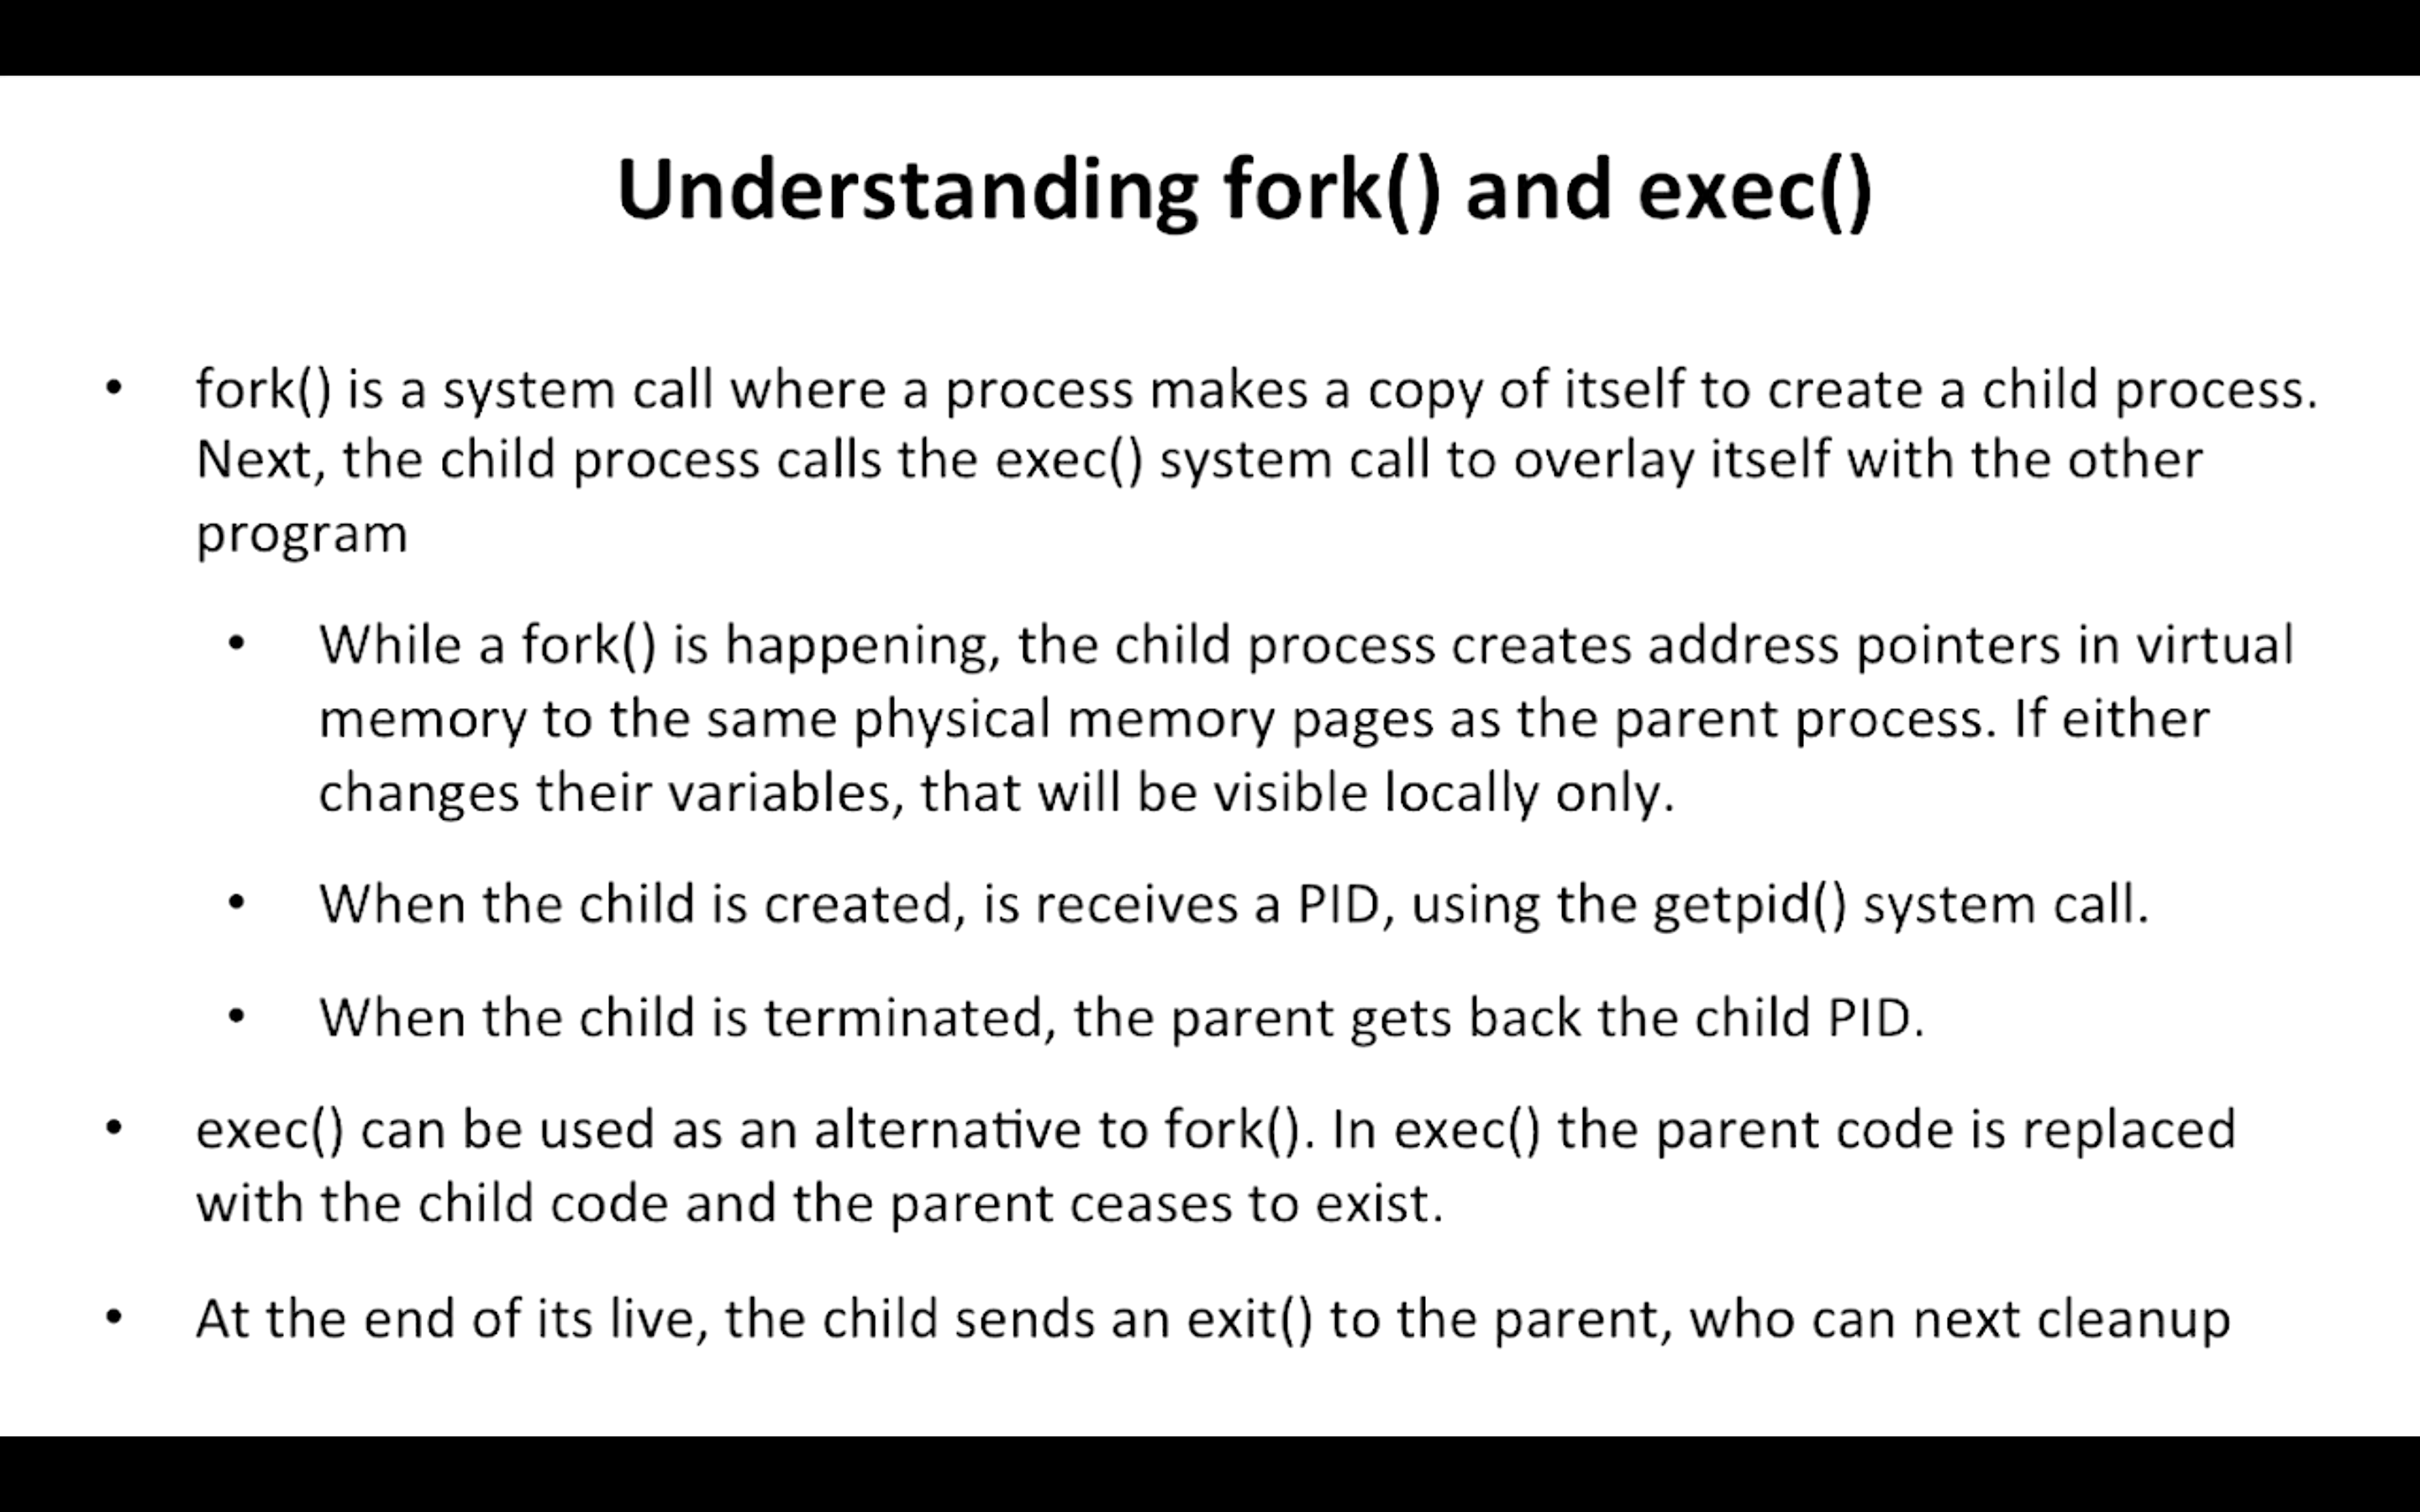 Understanding fork() and exec()
• fork() is a system call where a process makes a copy of itself to create a child process.
Next, the child process calls the exec() system call to overlay itself with the other
program
• While a fork() is happening, the child process creates address pointers in virtual
memory to the same physical memory pages as the parent process. If either
changes their variables, that will be visible locally only.
• When the child is created, is receives a PID, using the getpid() system call.
• When the child is terminated, the parent gets back the child PID.
• exec() can be used as an alternative to fork(). In exec() the parent code is replaced
with the child code and the parent ceases to exist.
• At the end of its live, the child sends an exit() to the parent, who can next cleanup